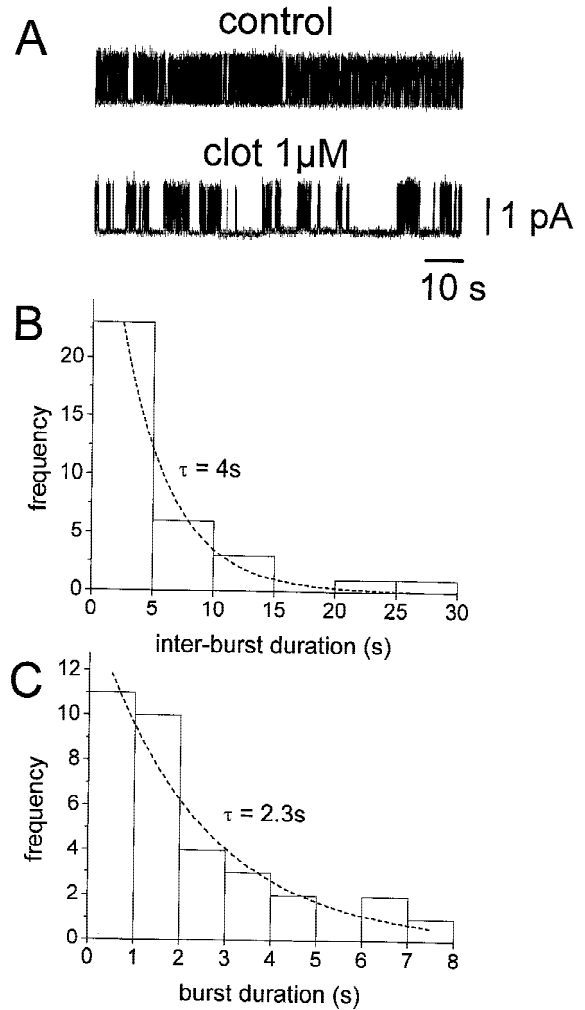 A
control
clot 1µM
1 pA
10 s
B
frequency
20
15
10
5
0
τ = 4s
0 5 10 15 20 25 30
inter-burst duration (s)
C
frequency
12
10
8
6
4
2
0
τ = 2.3s
0 1 2 3 4 5 6 7 8
burst duration (s)